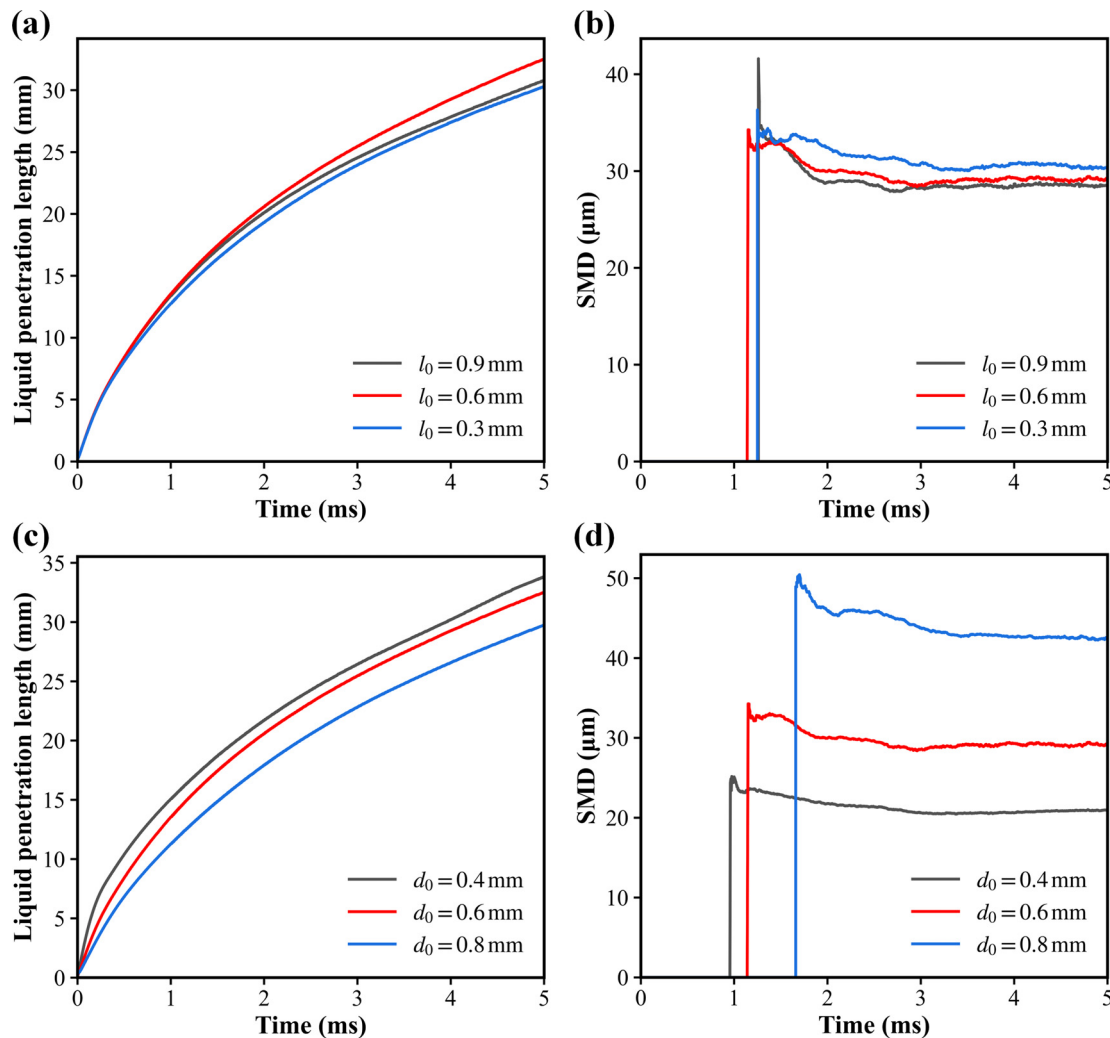 (a)
Liquid penetration length (mm)
30
25
20
15
10
5
0
0 1 2 3 4 5
Time (ms)
l₀ = 0.9 mm
l₀ = 0.6 mm
l₀ = 0.3 mm
(b)
SMD (μm)
40
30
20
10
0
0 1 2 3 4 5
Time (ms)
l₀ = 0.9 mm
l₀ = 0.6 mm
l₀ = 0.3 mm
(c)
Liquid penetration length (mm)
35
30
25
20
15
10
5
0
0 1 2 3 4 5
Time (ms)
d₀ = 0.4 mm
d₀ = 0.6 mm
d₀ = 0.8 mm
(d)
SMD (μm)
50
40
30
20
10
0
0 1 2 3 4 5
Time (ms)
d₀ = 0.4 mm
d₀ = 0.6 mm
d₀ = 0.8 mm